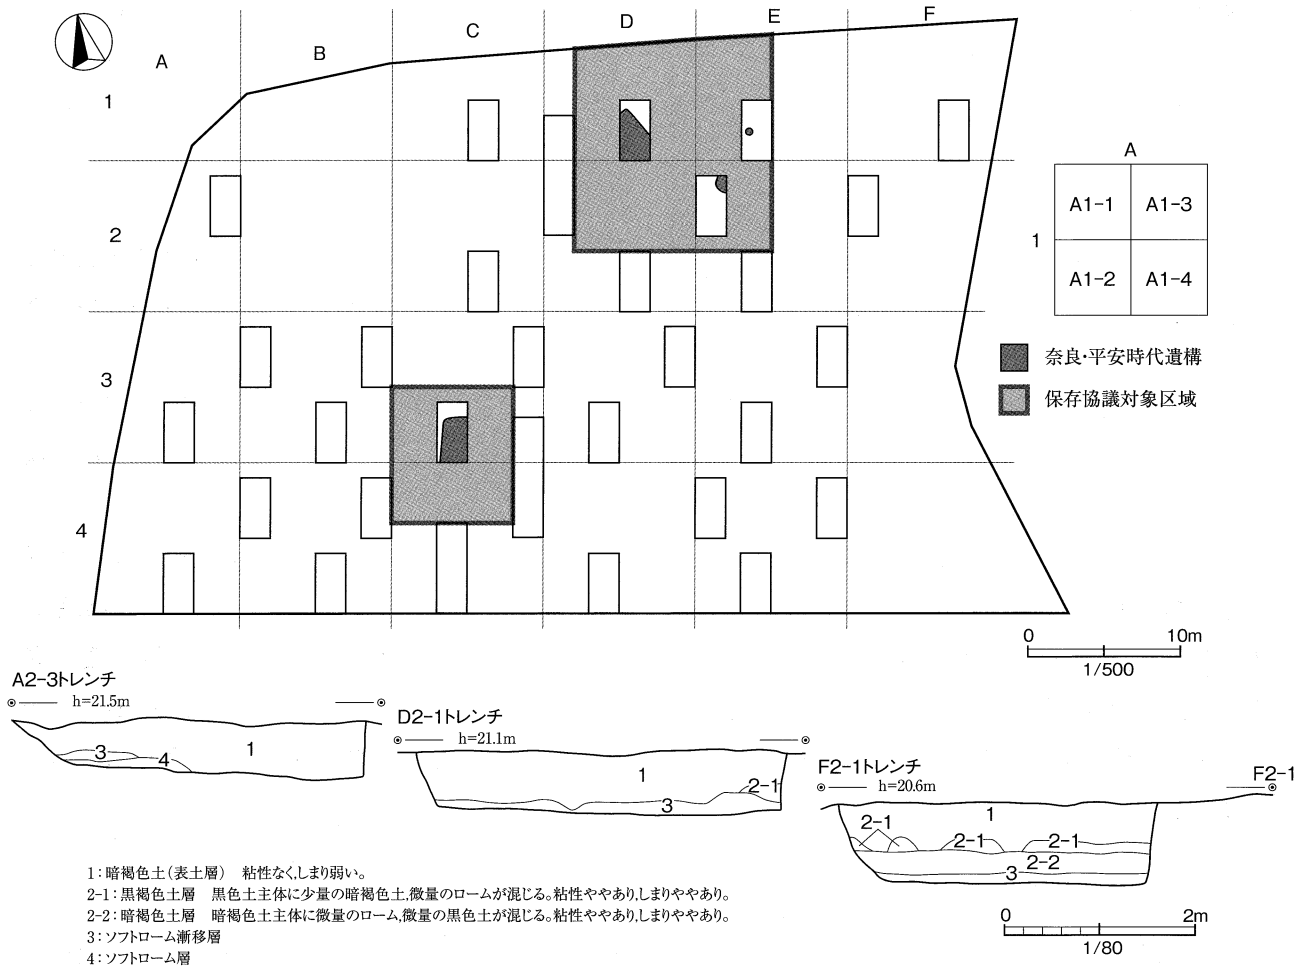 A
B
C
D
E
F
1
2
3
4
A
1
A1-1
A1-3
A1-2
A1-4
奈良・平安時代遺構
保存協議対象区域
0 10m
1/500
A2-3トレンチ
h=21.5m
3
4
1
D2-1トレンチ
h=21.1m
1
2-1
3
F2-1トレンチ
F2-1
h=20.6m
1
2-1
2-1
2-1
2-2
3
1：暗褐色土（表土層）　粘性なく,しまり弱い。
2-1：黒褐色土層　黒色土主体に少量の暗褐色土,微量のロームが混じる。粘性ややあり,しまりややあり。
2-2：暗褐色土層　暗褐色土主体に微量のローム,微量の黒色土が混じる。粘性ややあり,しまりややあり。
3：ソフトローム漸移層
4：ソフトローム層
0 2m
1/80